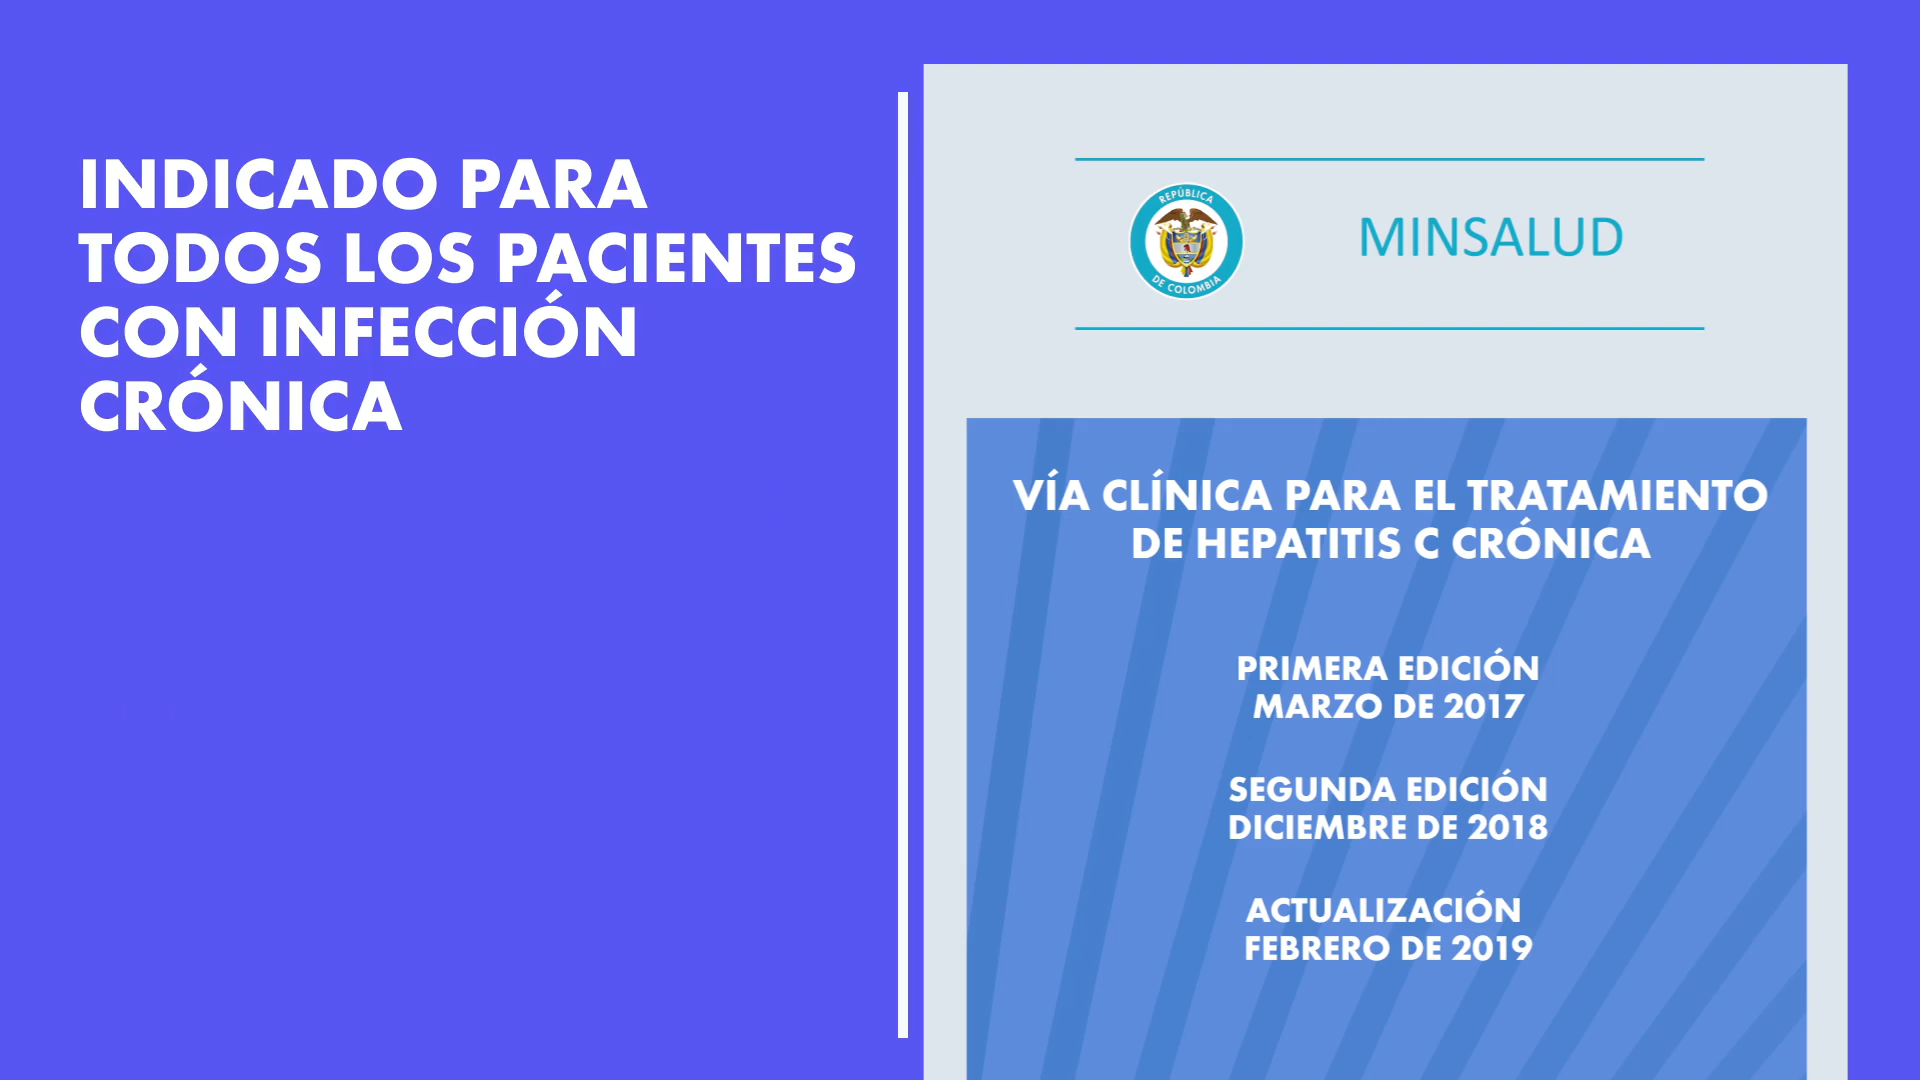 INDICADO PARA
TODOS LOS PACIENTES
CON INFECCIÓN
CRÓNICA
REPÚBLICA
DE COLOMBIA
MINSALUD
VÍA CLÍNICA PARA EL TRATAMIENTO
DE HEPATITIS C CRÓNICA
PRIMERA EDICIÓN
MARZO DE 2017
SEGUNDA EDICIÓN
DICIEMBRE DE 2018
ACTUALIZACIÓN
FEBRERO DE 2019